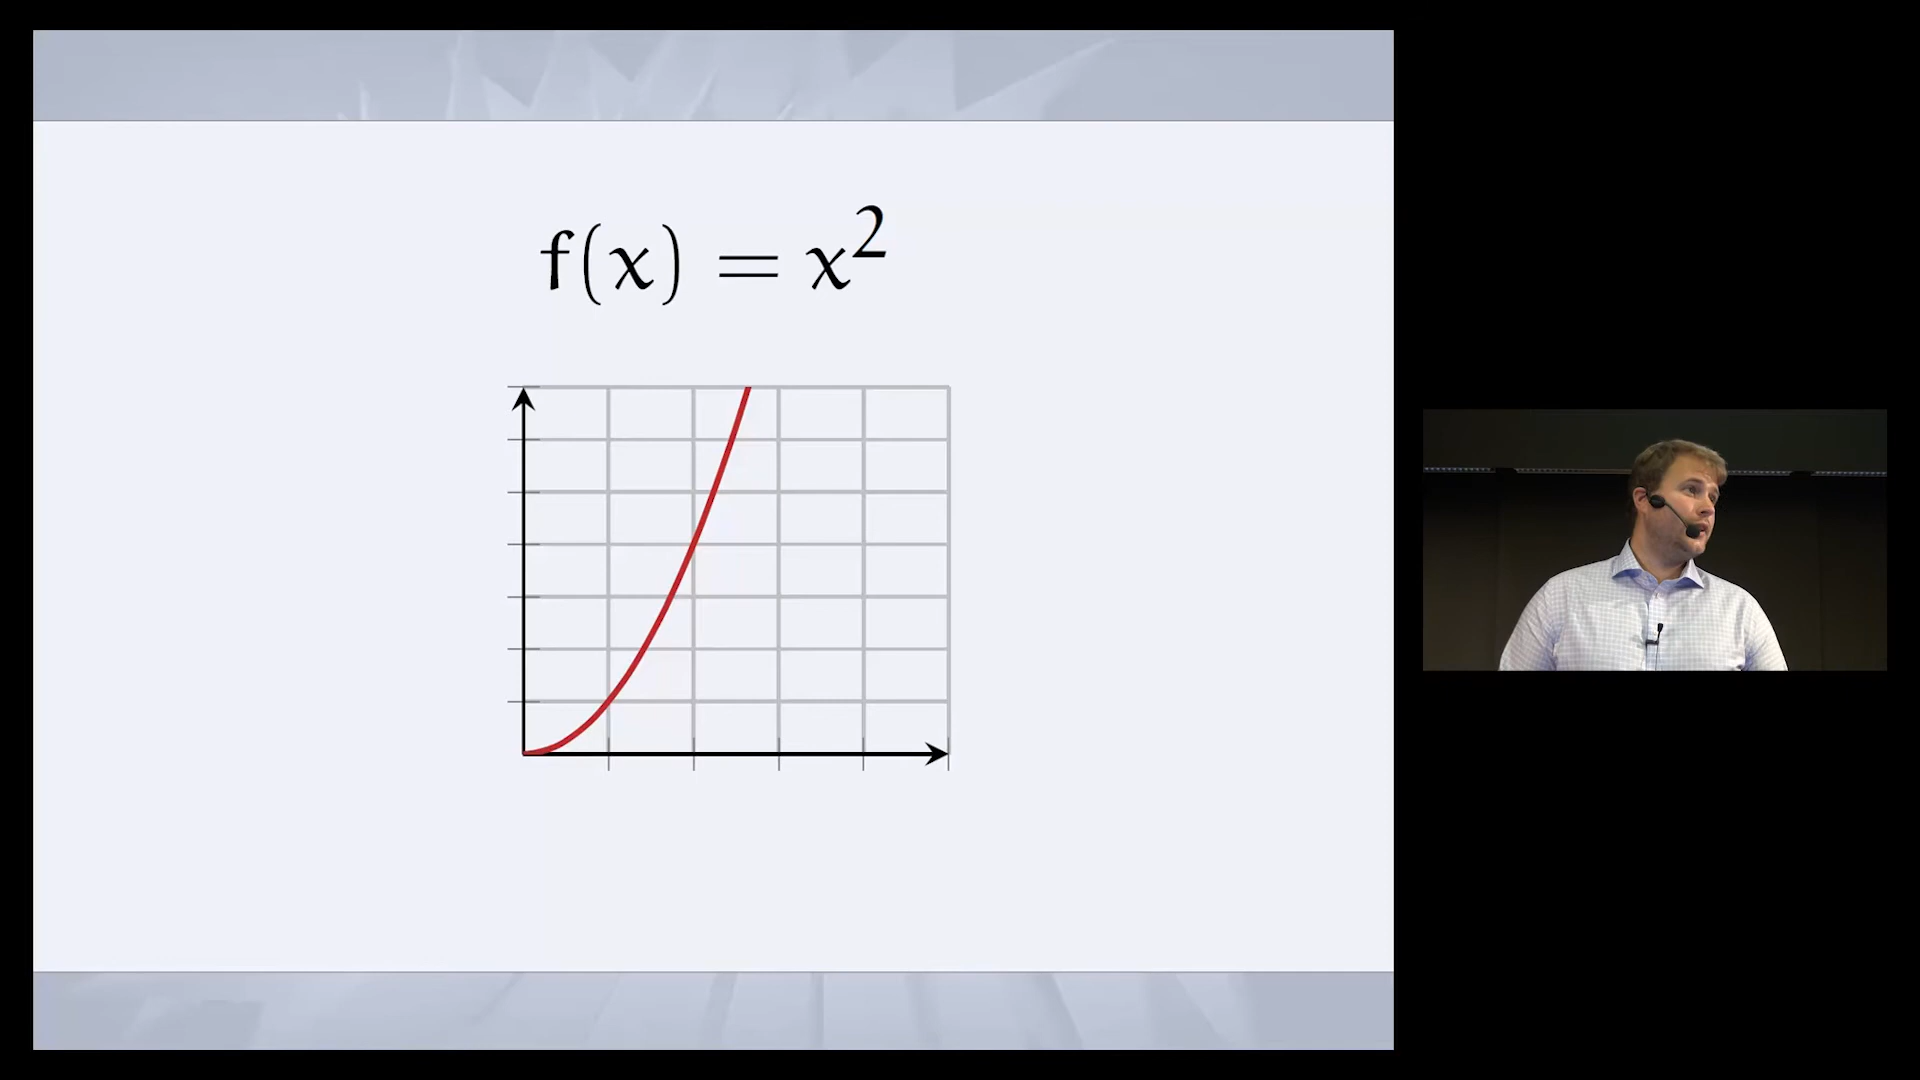 f(x) = x²